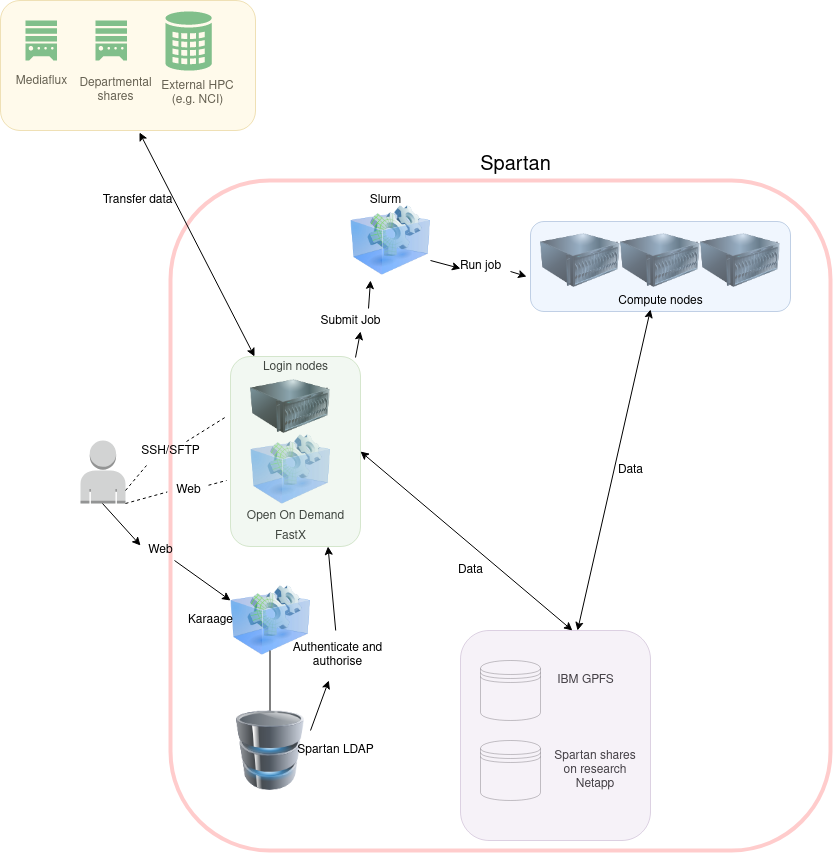 Mediaflux
Departmental
shares
External HPC
(e.g. NCI)
Spartan
Transfer data
Slurm
Run job
Compute nodes
Submit Job
Login nodes
SSH/SFTP
Web
Open On Demand
FastX
Web
Data
Data
Karaage
Authenticate and
authorise
Spartan LDAP
IBM GPFS
Spartan shares
on research
Netapp